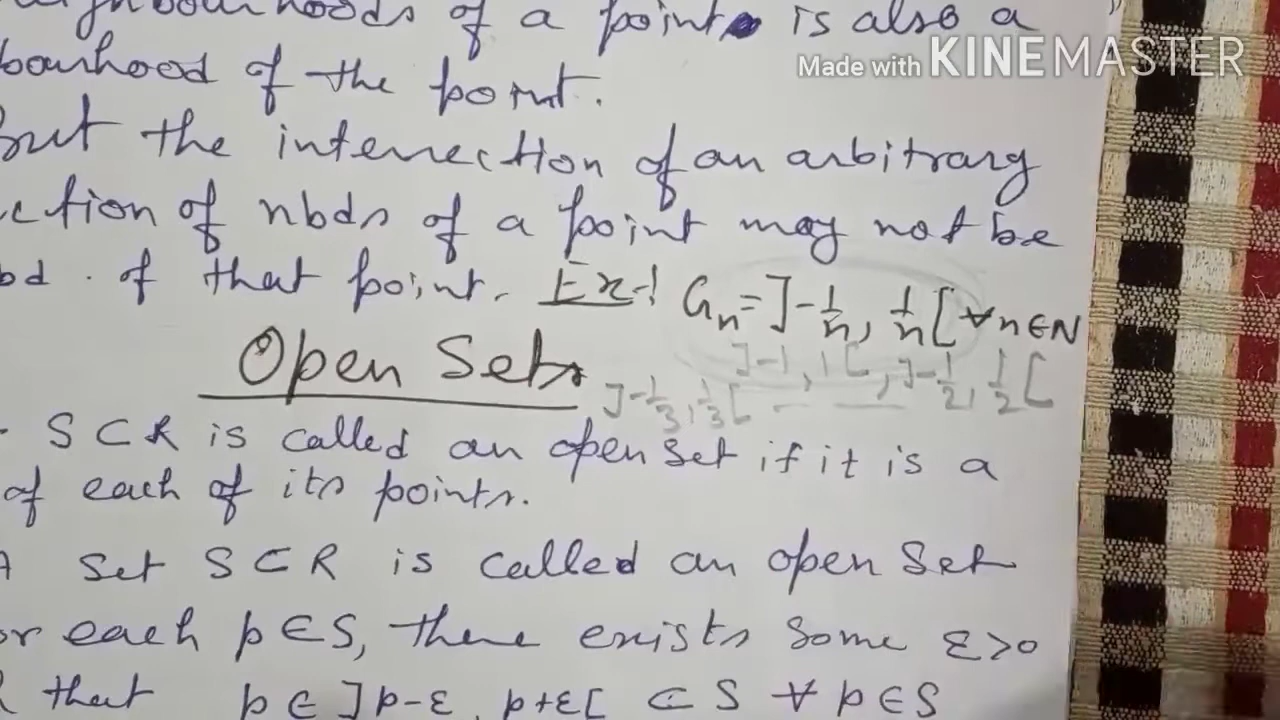 ighbourhoods of a point is also a
Made with KINEMASTER
bourhood of the point.
But the intersection of an arbitrary
ction of nbds of a point may not be
bd. of that point. Ex-! Gn = ]-1/n, 1/n[ ∀ n ∈ N
]-1, 1[, ]-1/2, 1/2[
Open Sets
]-1/3, 1/3[ - —
S ⊂ R is called an open set if it is a
of each of its points.
A set S ⊂ R is called an open set
or each p ∈ S, there exists some ε>0
that p ∈ ]p-ε, p+ε[ ⊂ S ∀ p ∈ S